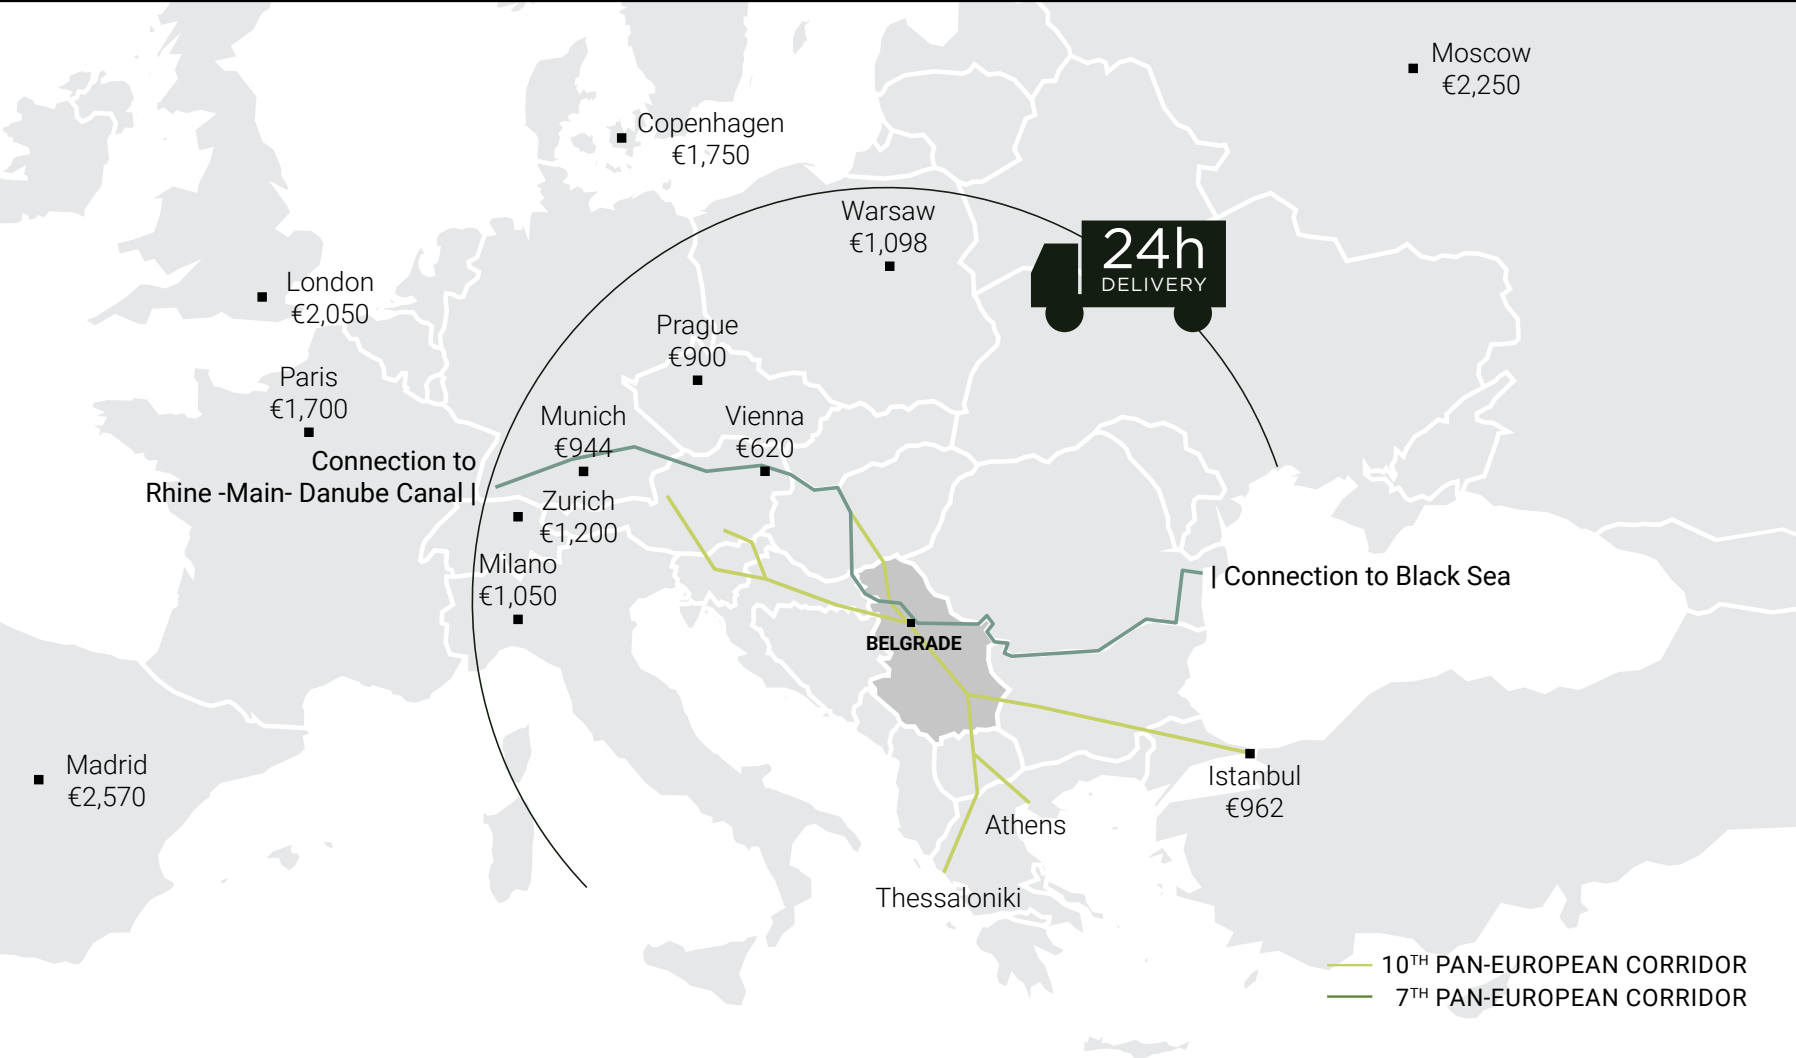 Moscow
€2,250
Copenhagen
€1,750
Warsaw
€1,098
24h
DELIVERY
London
€2,050
Prague
€900
Paris
€1,700
Munich
€944
Vienna
€620
Connection to
Rhine -Main- Danube Canal |
Zurich
€1,200
Milano
€1,050
| Connection to Black Sea
BELGRADE
Madrid
€2,570
Istanbul
€962
Athens
Thessaloniki
10TH PAN-EUROPEAN CORRIDOR
7TH PAN-EUROPEAN CORRIDOR